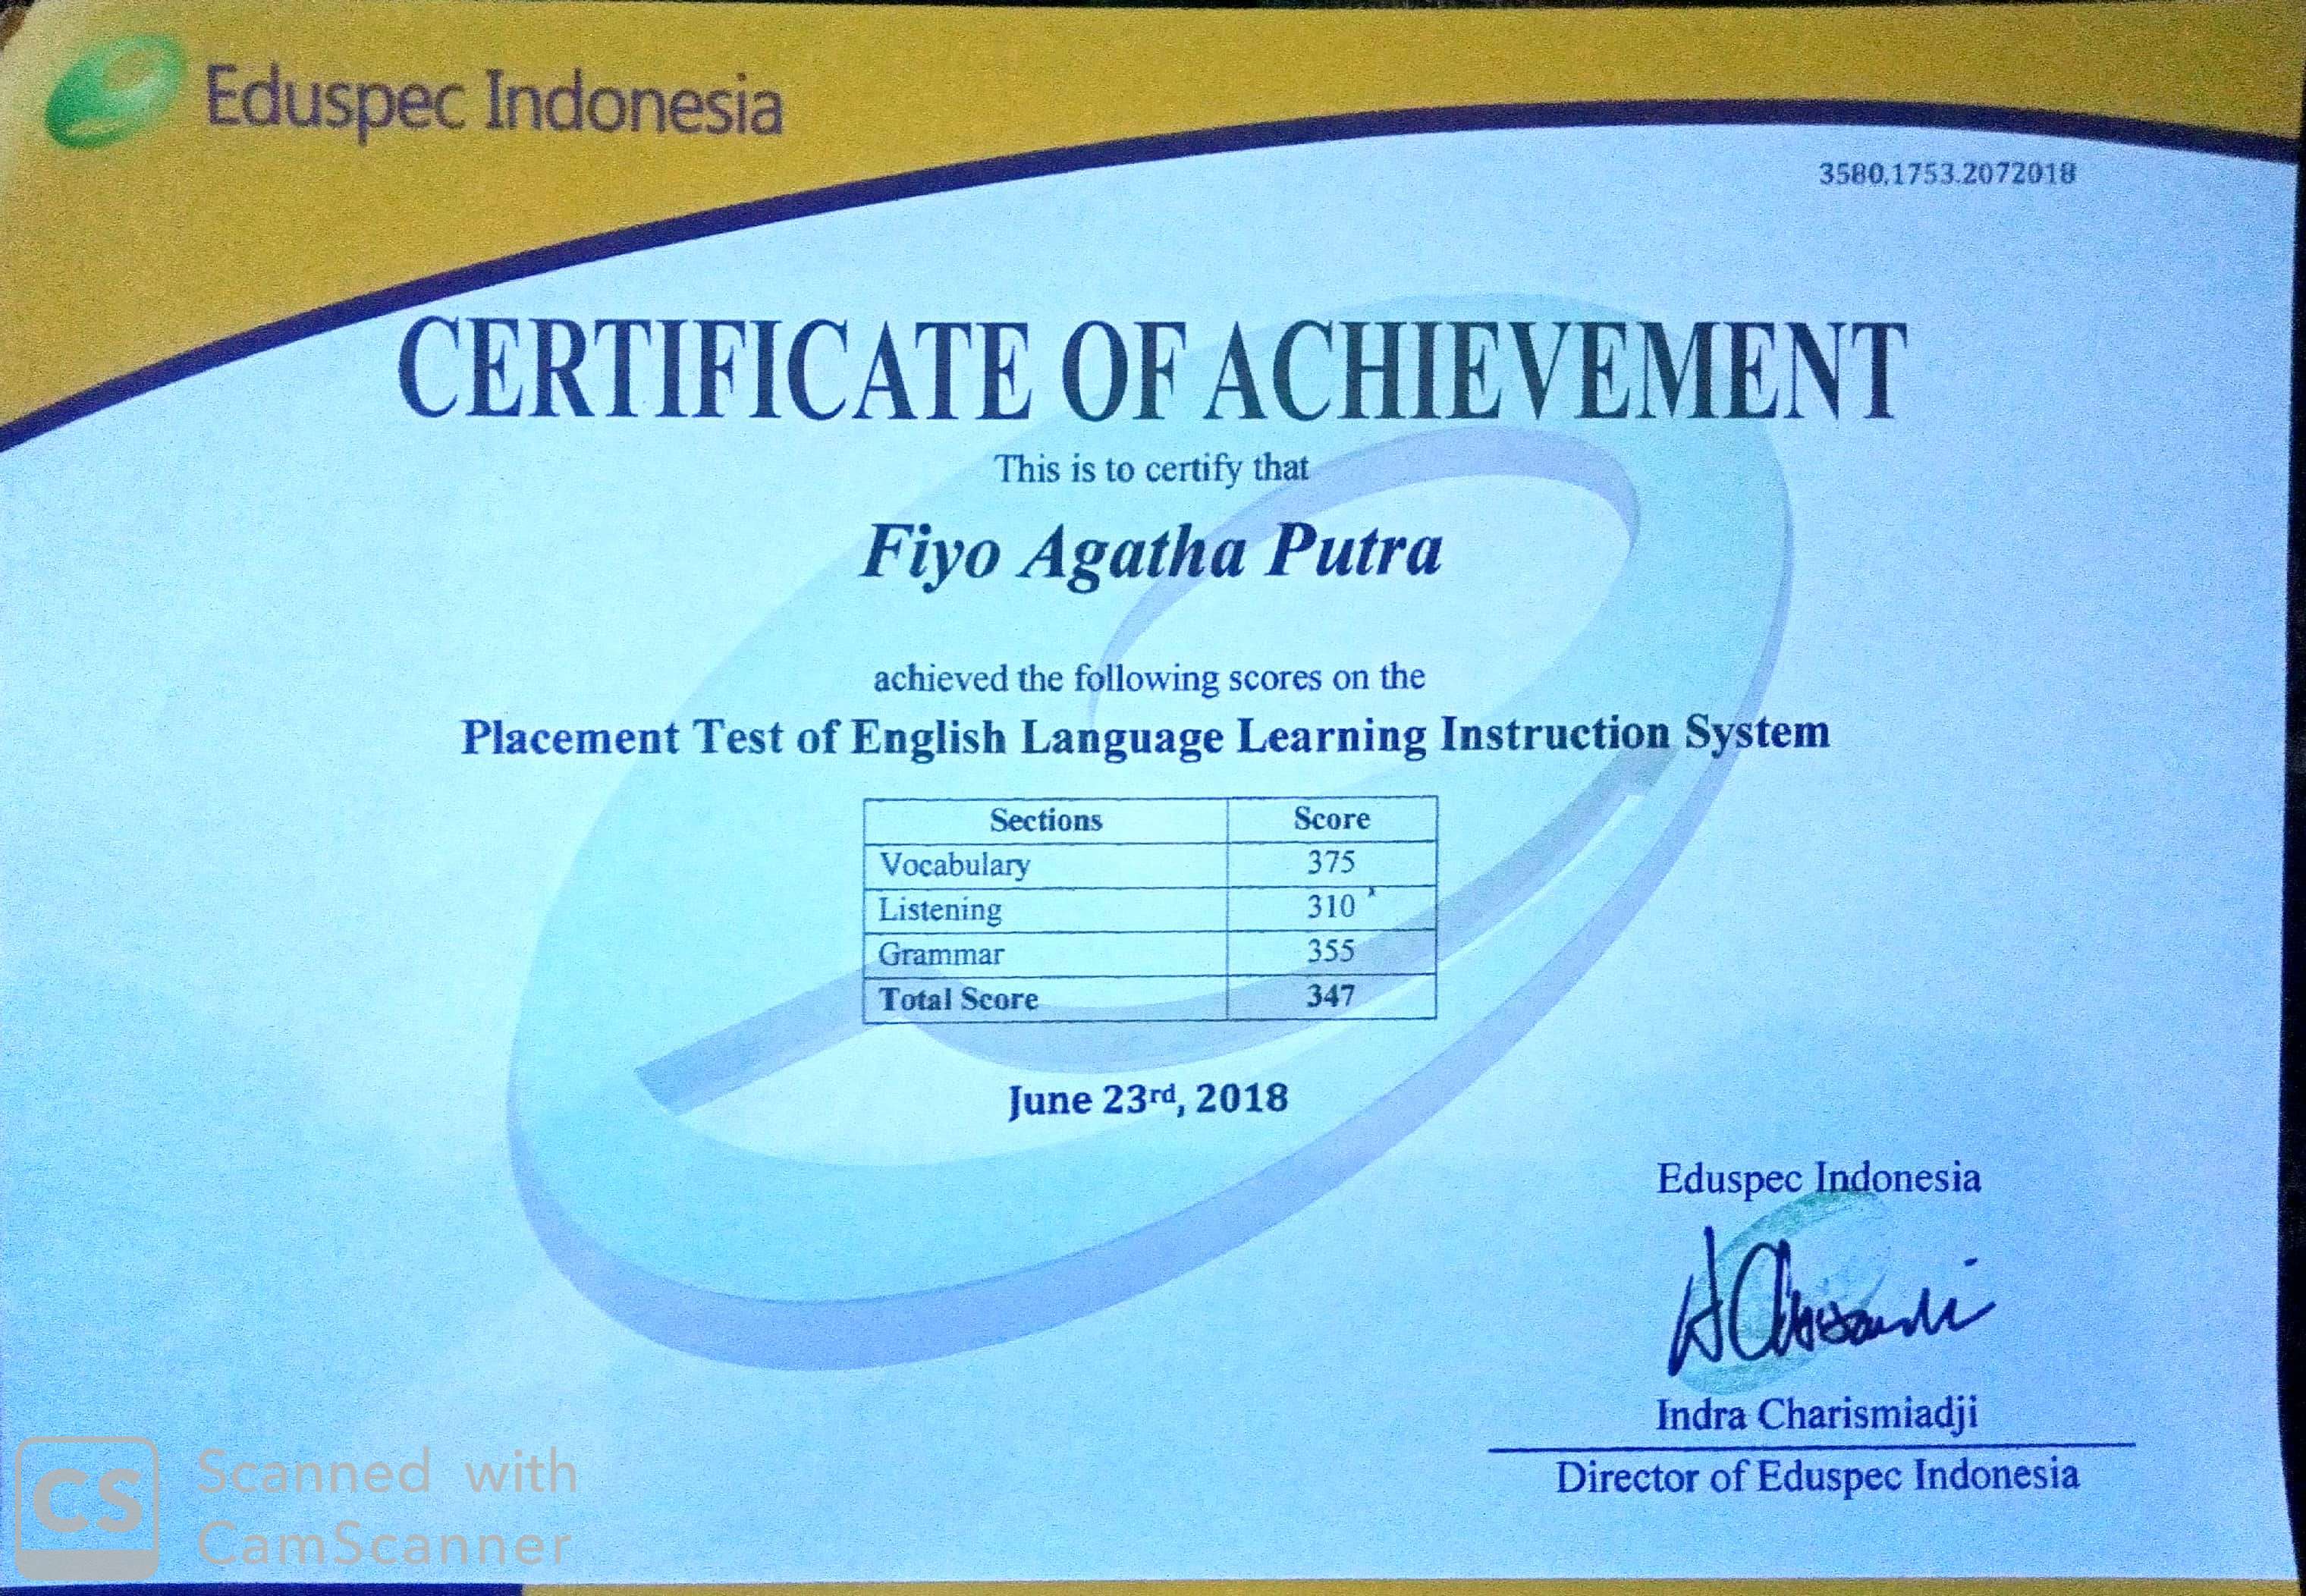 Eduspec Indonesia
3580.1753.2072018
CERTIFICATE OF ACHIEVEMENT
This is to certify that
Fiyo Agatha Putra
achieved the following scores on the
Placement Test of English Language Learning Instruction System
Sections Score
Vocabulary 375
Listening 310
Grammar 355
Total Score 347
June 23rd, 2018
Eduspec Indonesia
Indra Charismiadji
Director of Eduspec Indonesia
CS Scanned with
CamScanner